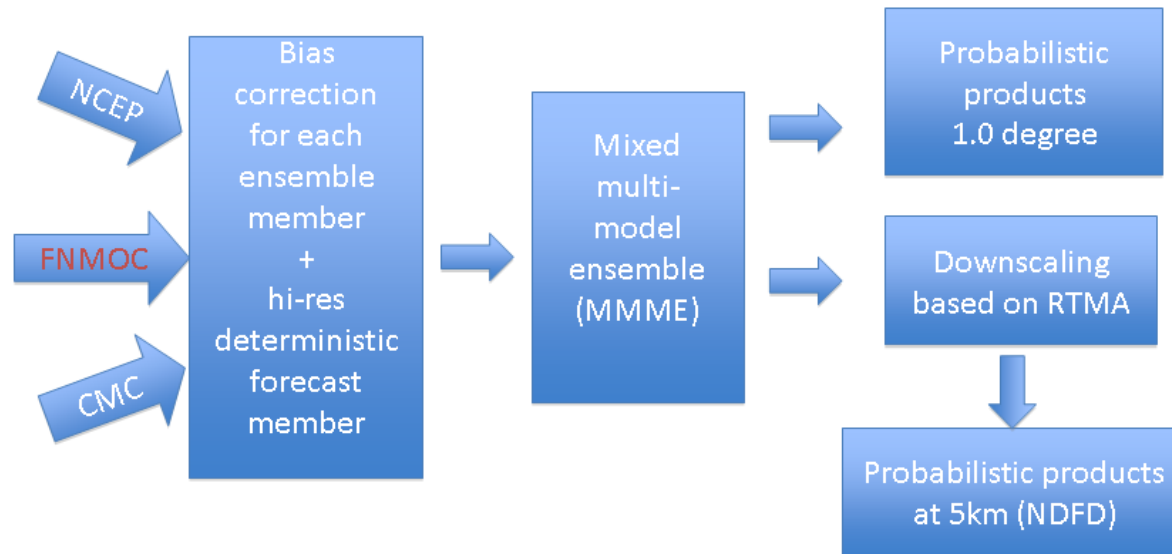 NCEP
FNMOC
CMC
Bias
correction
for each
ensemble
member
+
hi-res
deterministic
forecast
member
Mixed
multi-
model
ensemble
(MMME)
Probabilistic
products
1.0 degree
Downscaling
based on RTMA
Probabilistic products
at 5km (NDFD)